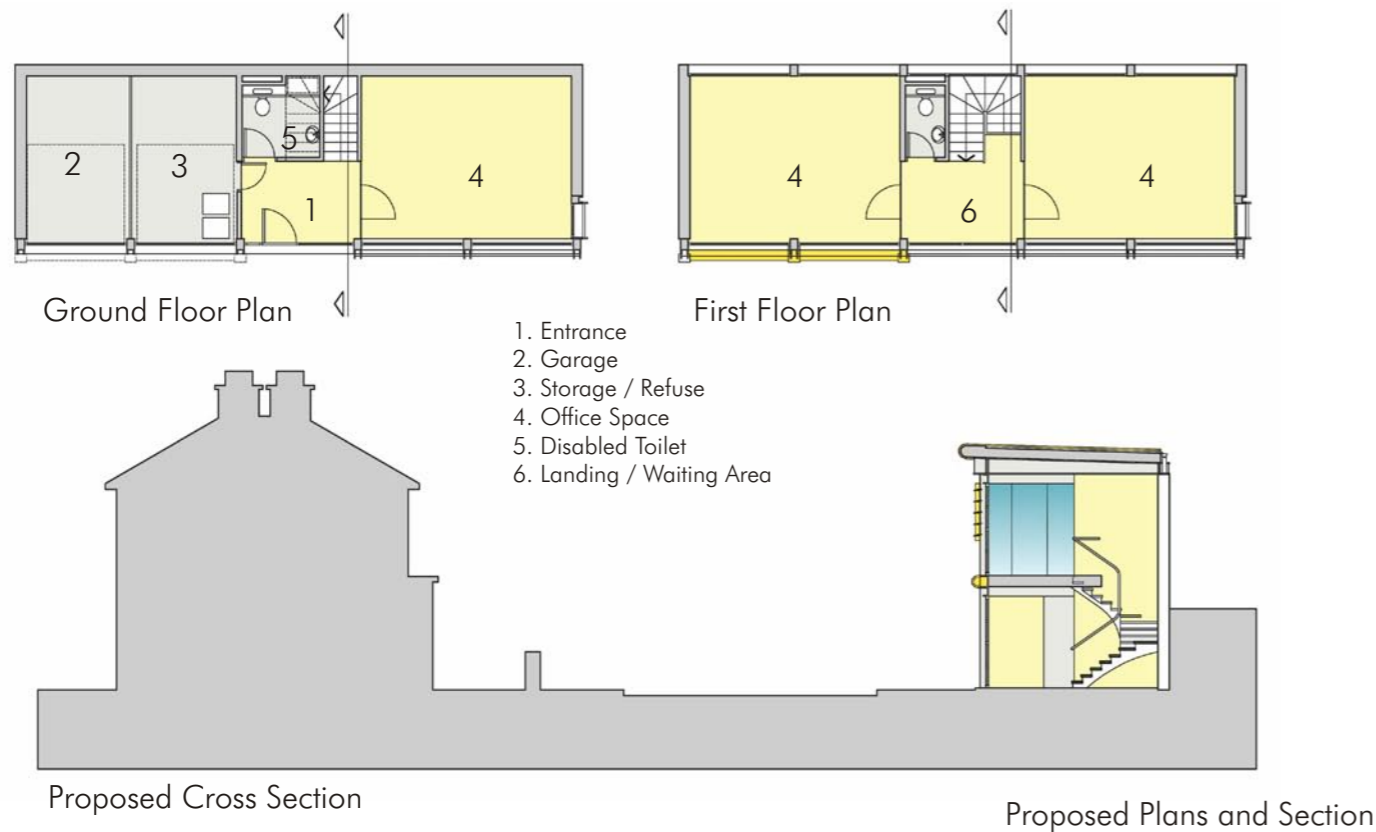 2
3
5
1
4
4
6
4
Ground Floor Plan
First Floor Plan
1. Entrance
2. Garage
3. Storage / Refuse
4. Office Space
5. Disabled Toilet
6. Landing / Waiting Area
Proposed Cross Section
Proposed Plans and Section